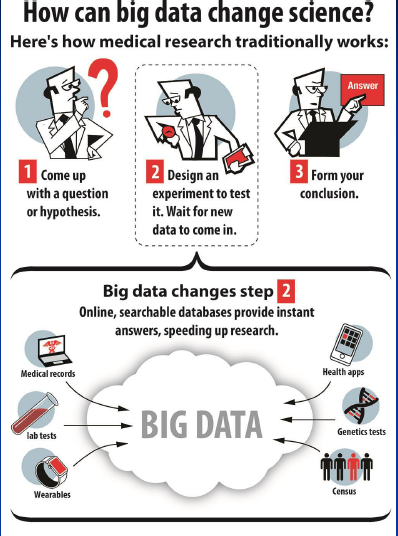 How can big data change science?
Here's how medical research traditionally works:
Answer
1 Come up
with a question
or hypothesis.
2 Design an
experiment to test
it. Wait for new
data to come in.
3 Form your
conclusion.
Big data changes step 2
Online, searchable databases provide instant
answers, speeding up research.
Medical records
lab tests
Wearables
BIG DATA
Health apps
Genetics tests
Census